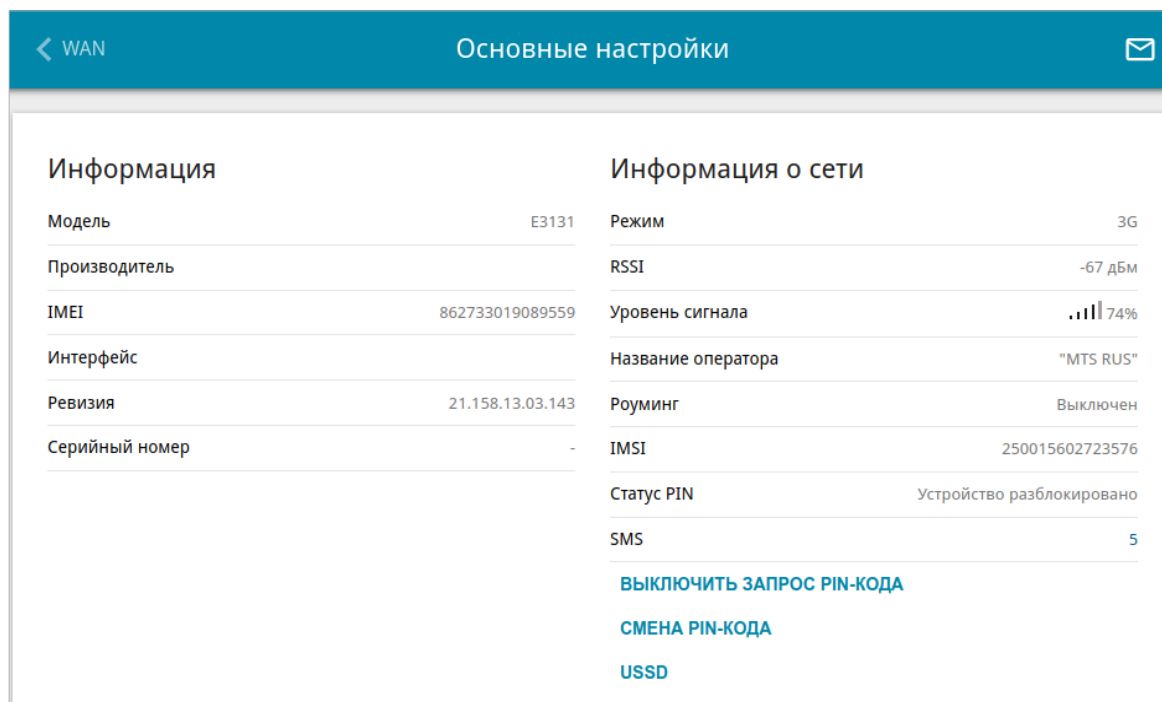 WAN
Основные настройки
Информация
Модель E3131
Производитель
IMEI 862733019089559
Интерфейс
Ревизия 21.158.13.03.143
Серийный номер -
Информация о сети
Режим 3G
RSSI -67 дБм
Уровень сигнала 74%
Название оператора "MTS RUS"
Роуминг Выключен
IMSI 250015602723576
Статус PIN Устройство разблокировано
SMS 5
ВЫКЛЮЧИТЬ ЗАПРОС PIN-КОДА
СМЕНА PIN-КОДА
USSD